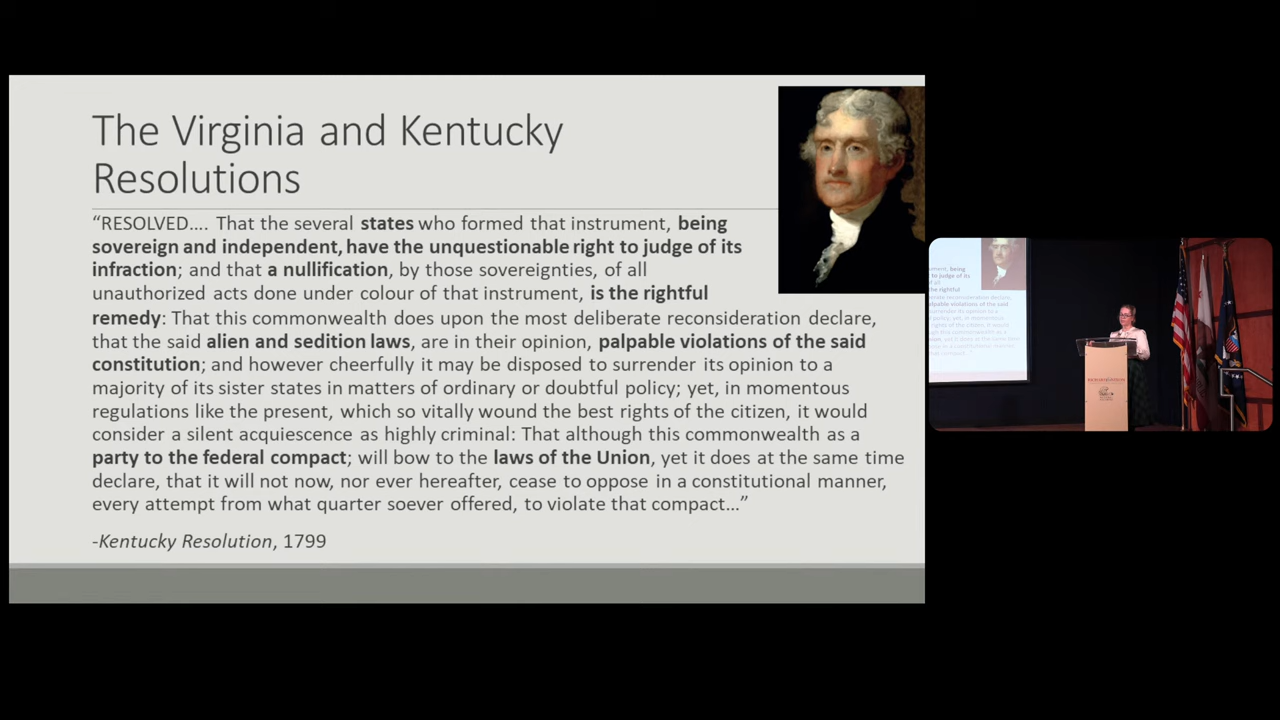 The Virginia and Kentucky
Resolutions
“RESOLVED…. That the several states who formed that instrument, being
sovereign and independent, have the unquestionable right to judge of its
infraction; and that a nullification, by those sovereignties, of all
unauthorized acts done under colour of that instrument, is the rightful
remedy: That this commonwealth does upon the most deliberate reconsideration declare,
that the said alien and sedition laws, are in their opinion, palpable violations of the said
constitution; and however cheerfully it may be disposed to surrender its opinion to a
majority of its sister states in matters of ordinary or doubtful policy; yet, in momentous
regulations like the present, which so vitally wound the best rights of the citizen, it would
consider a silent acquiescence as highly criminal: That although this commonwealth as a
party to the federal compact; will bow to the laws of the Union, yet it does at the same time
declare, that it will not now, nor ever hereafter, cease to oppose in a constitutional manner,
every attempt from what quarter soever offered, to violate that compact…”
-Kentucky Resolution, 1799